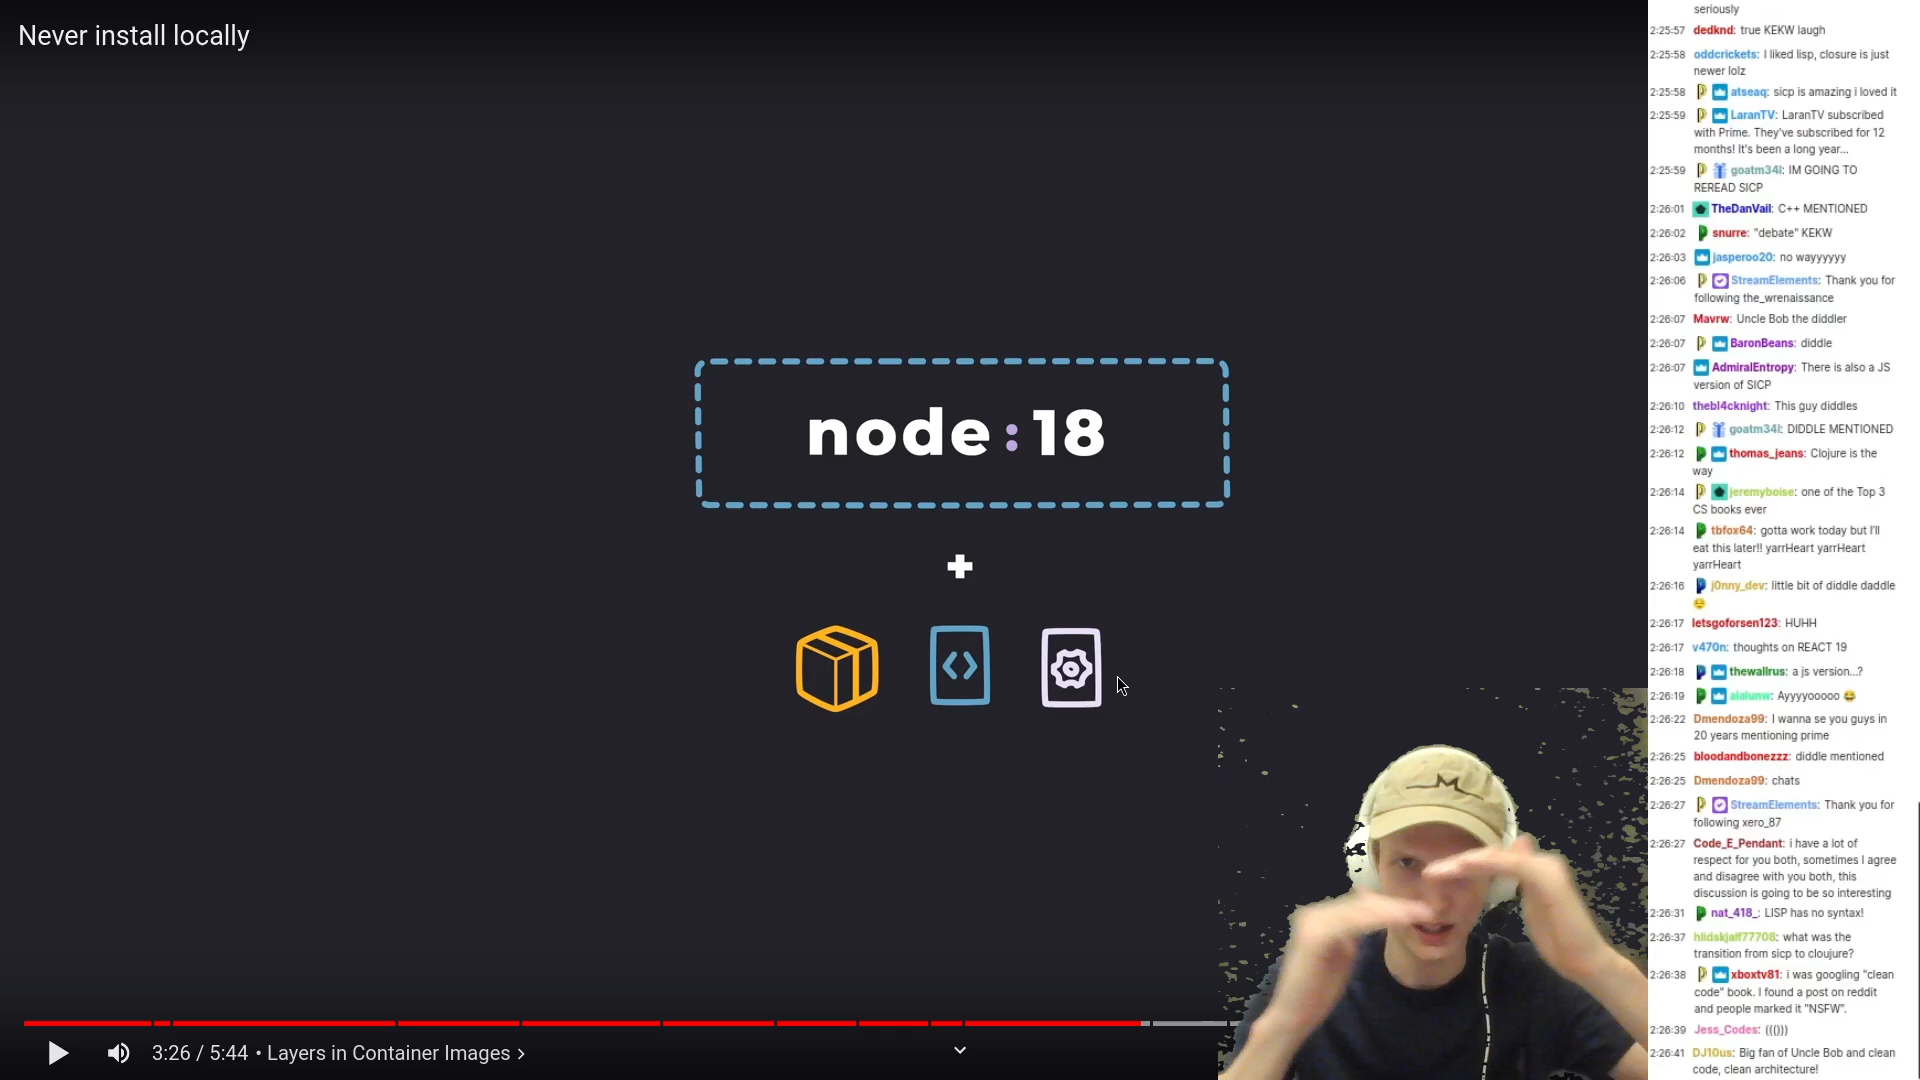 Never install locally
node:18
3:26 / 5:44 • Layers in Container Images
seriously
2:25:57 dedknd: true KEKW laugh
2:25:58 oddcrickets: I liked lisp, closure is just
newer lolz
2:25:58 atseaq: sicp is amazing i loved it
2:25:59 LaranTV: LaranTV subscribed
with Prime. They've subscribed for 12
months! It's been a long year...
2:25:59 goatm34l: IM GOING TO
REREAD SICP
2:26:01 TheDanVail: C++ MENTIONED
2:26:02 snurre: "debate" KEKW
2:26:03 jasperoo20: no wayyyyyy
2:26:06 StreamElements: Thank you for
following the_wrenaissance
2:26:07 Mavrw: Uncle Bob the diddler
2:26:07 BaronBeans: diddle
2:26:07 AdmiralEntropy: There is also a JS
version of SICP
2:26:10 thebl4cknight: This guy diddles
2:26:12 goatm34l: DIDDLE MENTIONED
2:26:12 thomas_jeans: Clojure is the
way
2:26:14 jeremyboise: one of the Top 3
CS books ever
2:26:14 tbfox64: gotta work today but I'll
eat this later!! yarrHeart yarrHeart
yarrHeart
2:26:16 j0nny_dev: little bit of diddle daddle
😌
2:26:17 letsgoforsen123: HUHH
2:26:17 v470n: thoughts on REACT 19
2:26:18 thewallrus: a js version...?
2:26:19 Ayyyyooooo 😂
2:26:22 Dmendoza99: I wanna se you guys in
20 years mentioning prime
2:26:25 bloodandbonezzz: diddle mentioned
2:26:25 Dmendoza99: chats
2:26:27 StreamElements: Thank you for
following xero_87
2:26:27 Code_E_Pendant: i have a lot of
respect for you both, sometimes I agree
and disagree with you both, this
discussion is going to be so interesting
2:26:31 nat_418_: LISP has no syntax!
2:26:37 what was the
transition from sicp to cloujure?
2:26:38 xboxtv81: i was googling "clean
code" book. I found a post on reddit
and people marked it "NSFW".
2:26:39 Jess_Codes: ((()))
2:26:41 DJ10us: Big fan of Uncle Bob and clean
code, clean architecture!